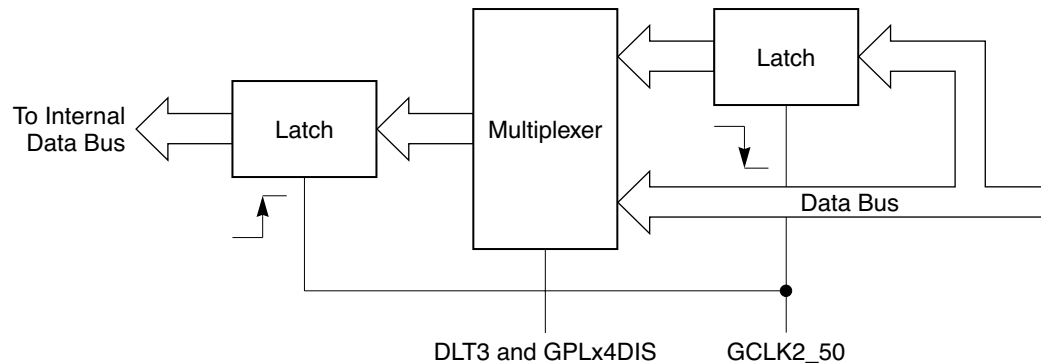 Latch
To Internal
Data Bus
Latch
Multiplexer
Data Bus
DLT3 and GPLx4DIS
GCLK2_50